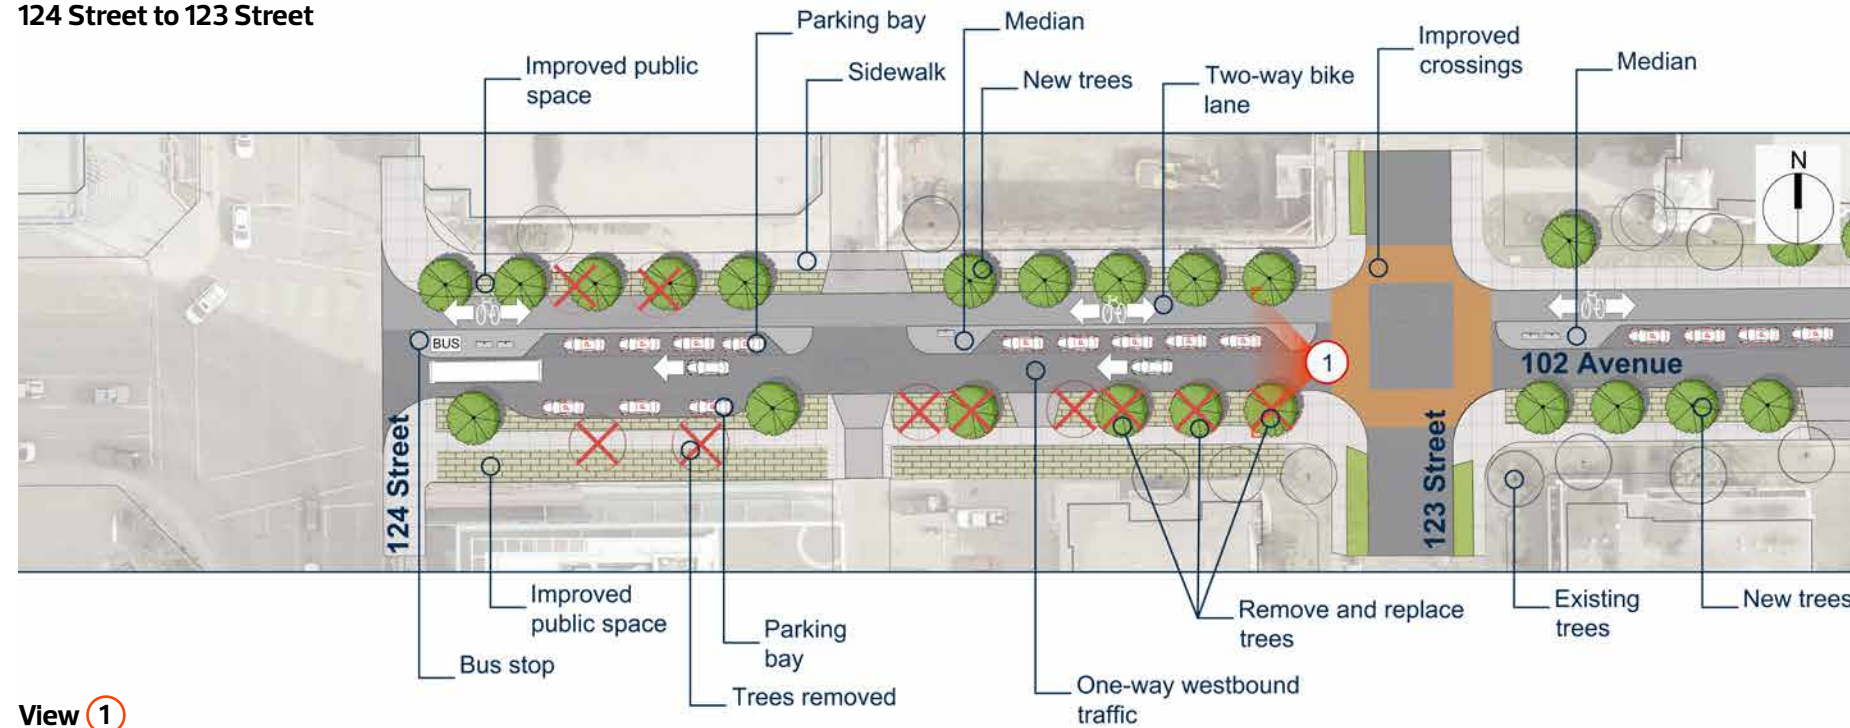 124 Street to 123 Street
Parking bay
Median
Improved
crossings
Improved public
space
Sidewalk
New trees
Two-way bike
lane
Median
N
BUS
1
102 Avenue
124 Street
123 Street
Improved
public space
Parking
bay
Remove and replace
trees
Existing
trees
New trees
Bus stop
Trees removed
One-way westbound
traffic
View 1